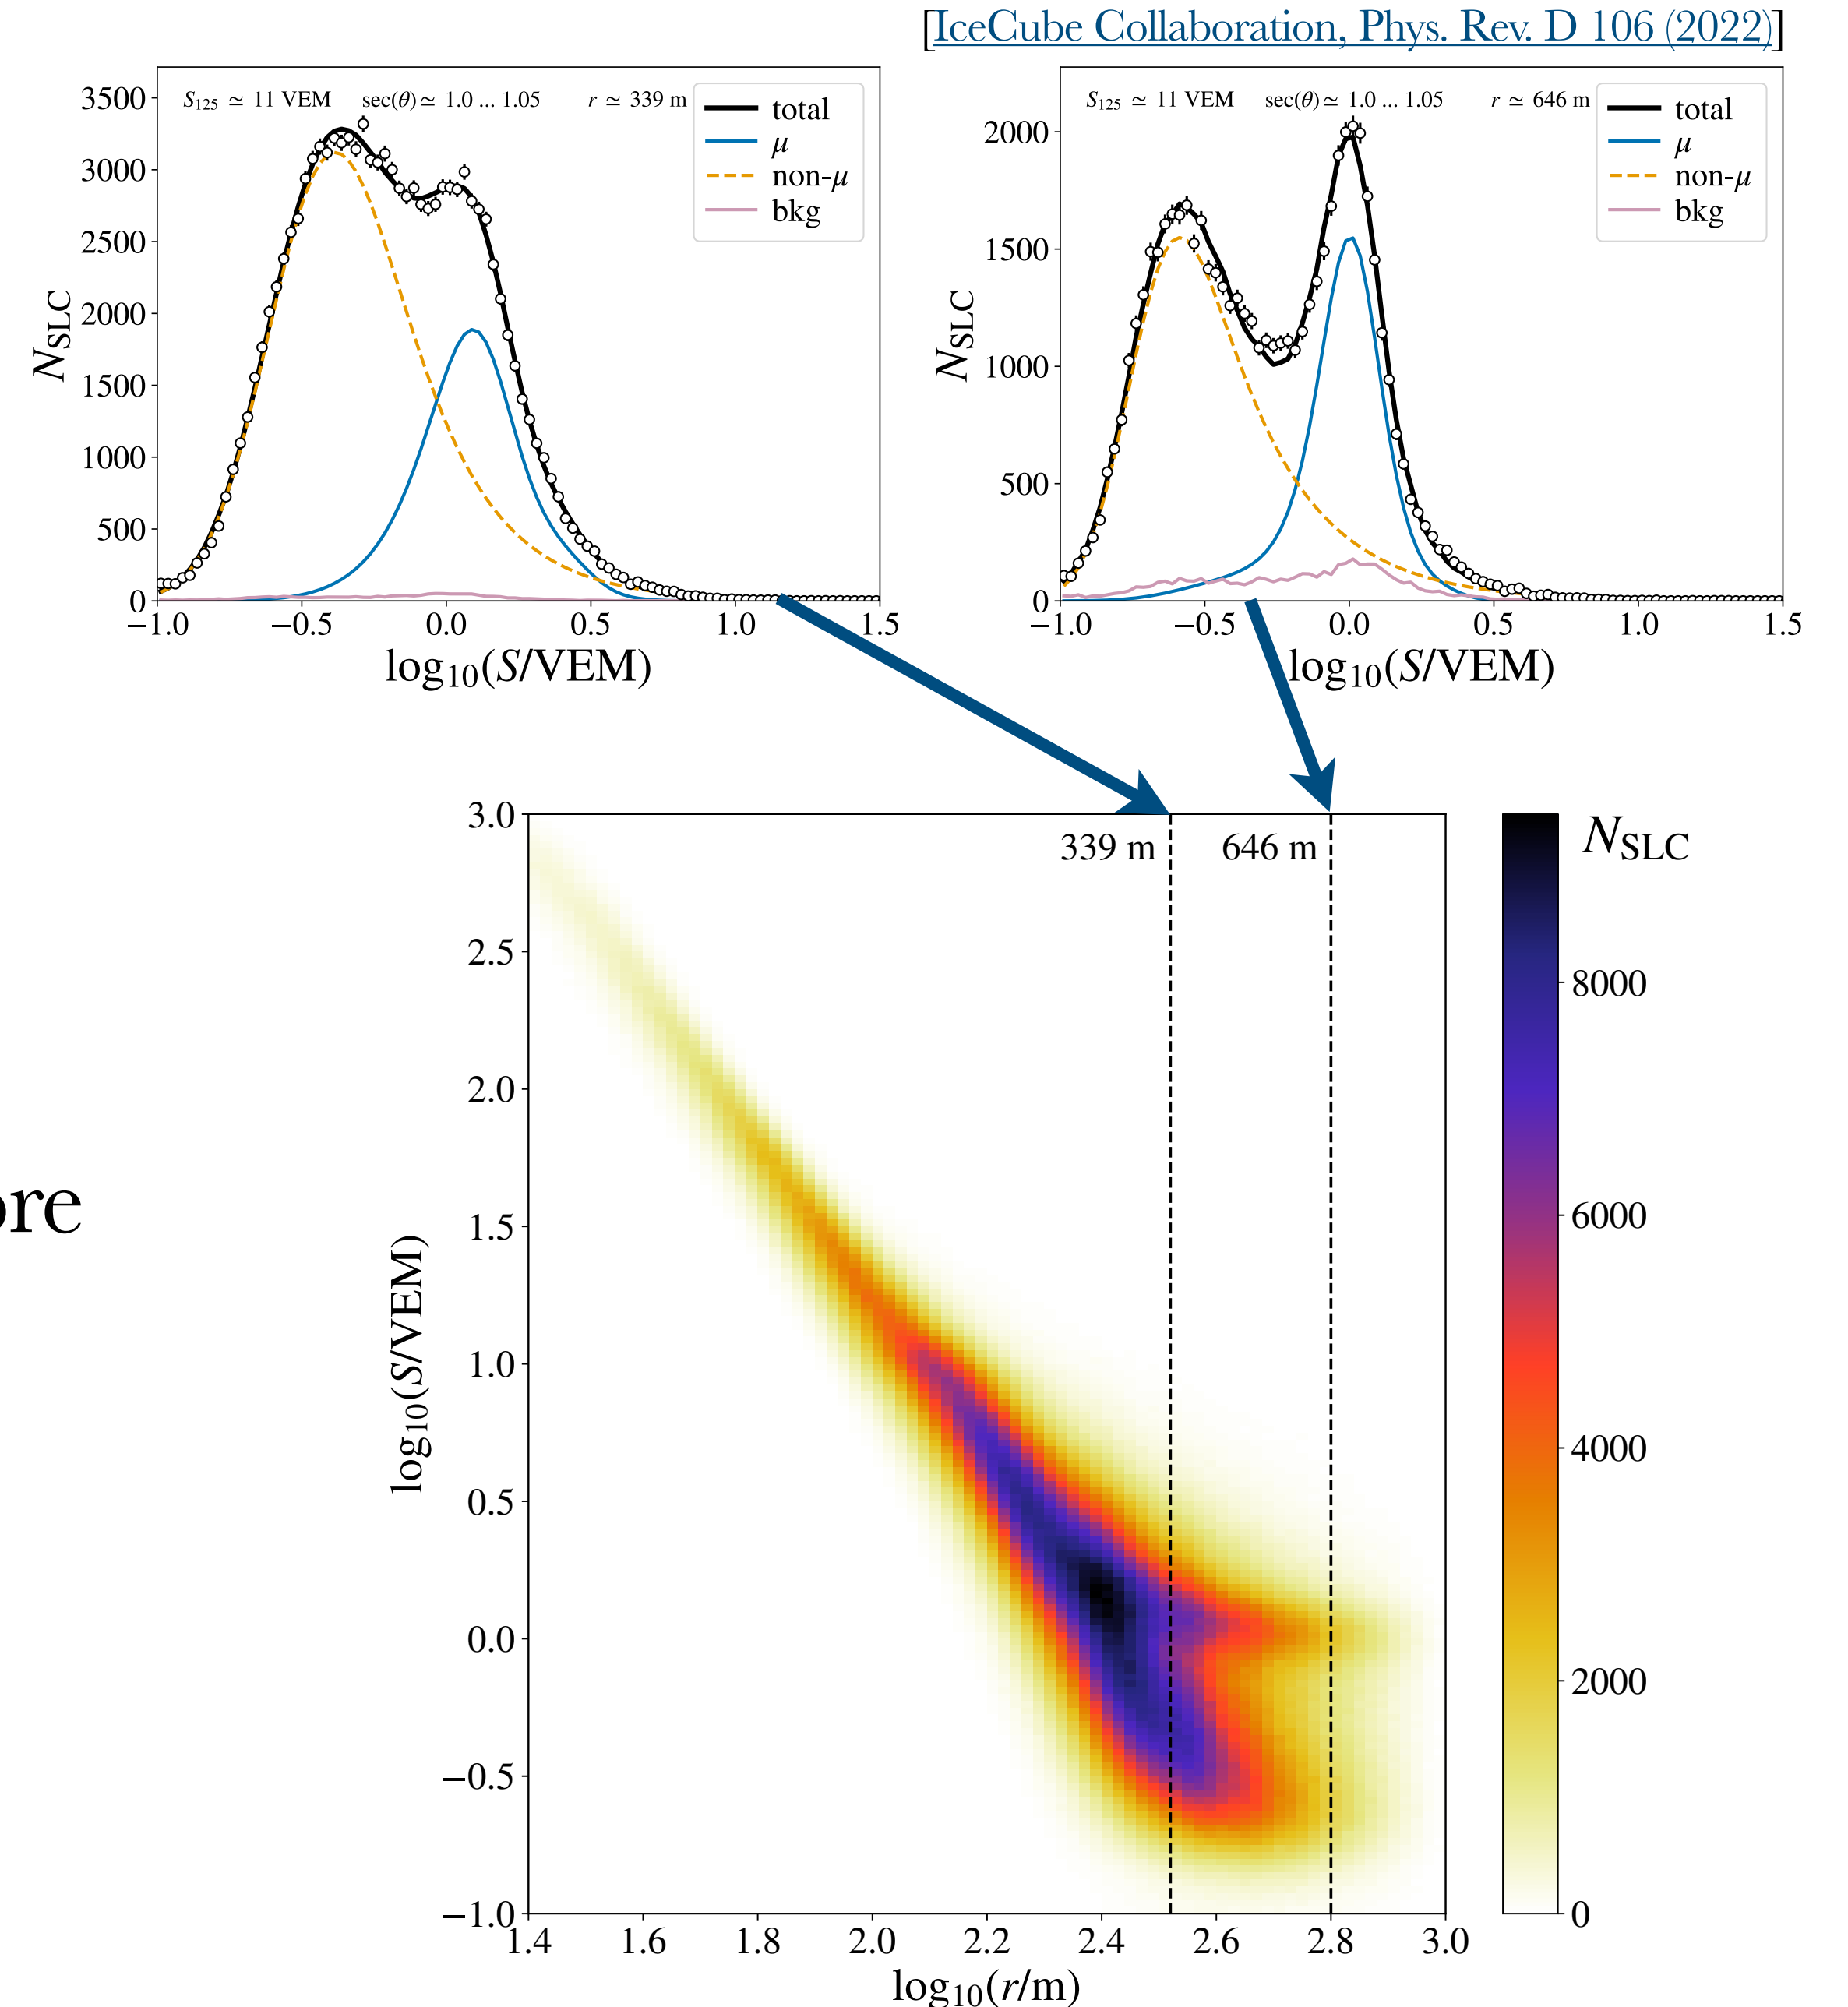 [IceCube Collaboration, Phys. Rev. D 106 (2022)]
S₁₂₅ ≃ 11 VEM sec(θ)≃ 1.0 ... 1.05 r ≃ 339 m
total
μ
non-μ
bkg
3500
3000
2500
2000
1500
1000
500
0
N_SLC
−1.0 −0.5 0.0 0.5 1.0 1.5
log₁₀(S/VEM)
S₁₂₅ ≃ 11 VEM sec(θ)≃ 1.0 ... 1.05 r ≃ 646 m
total
μ
non-μ
bkg
2000
1500
1000
500
0
N_SLC
−1.0 −0.5 0.0 0.5 1.0 1.5
log₁₀(S/VEM)
339 m 646 m
3.0
2.5
2.0
1.5
1.0
0.5
0.0
−0.5
−1.0
log₁₀(S/VEM)
1.4 1.6 1.8 2.0 2.2 2.4 2.6 2.8 3.0
log₁₀(r/m)
N_SLC
8000
6000
4000
2000
0